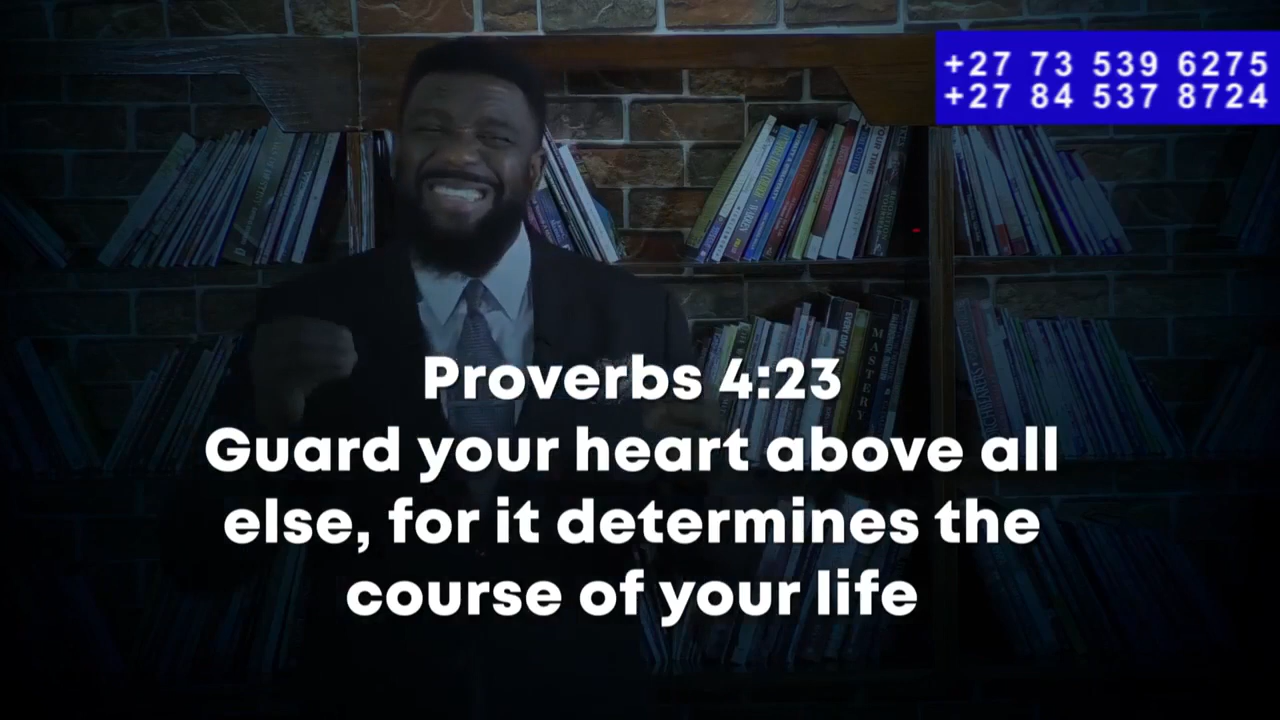 +27 73 539 6275
+27 84 537 8724
MASTERY
Proverbs 4:23
Guard your heart above all
else, for it determines the
course of your life